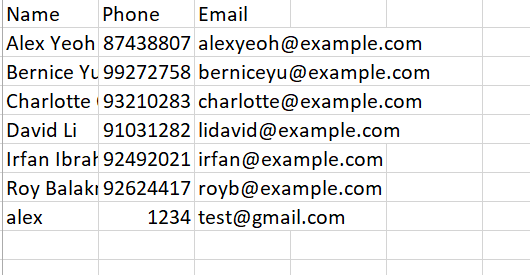 Name Phone Email
Alex Yeoh 87438807 alexyeoh@example.com
Bernice Yu 99272758 berniceyu@example.com
Charlotte 93210283 charlotte@example.com
David Li 91031282 lidavid@example.com
Irfan Ibrah 92492021 irfan@example.com
Roy Balakr 92624417 royb@example.com
alex 1234 test@gmail.com